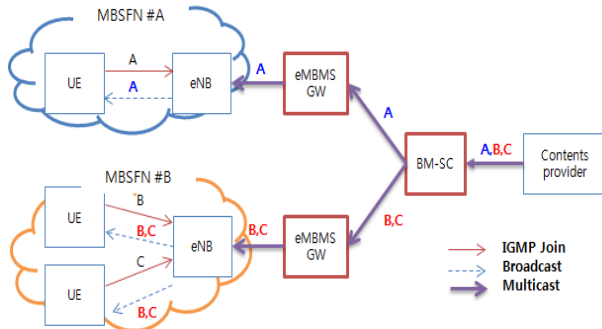 MBSFN #A
UE
A
A
eNB
A
eMBMS
GW
A
BM-SC
A,B,C
Contents
provider
MBSFN #B
UE
B
B,C
eNB
B,C
eMBMS
GW
B,C
C
UE
B,C
IGMP Join
Broadcast
Multicast